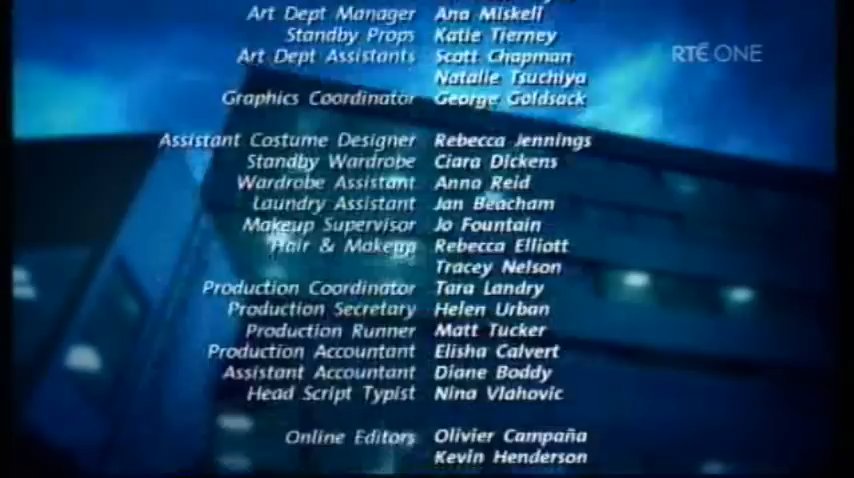 Art Dept Manager Ana Miskell
Standby Props Katie Tierney
RTÉ ONE
Art Dept Assistants Scott Chapman
Natalie Tsuchiya
Graphics Coordinator George Goldsack
Assistant Costume Designer Rebecca Jennings
Standby Wardrobe Ciara Dickens
Wardrobe Assistant Anna Reid
Laundry Assistant Jan Beacham
Makeup Supervisor Jo Fountain
Hair & Makeup Rebecca Elliott
Tracey Nelson
Production Coordinator Tara Landry
Production Secretary Helen Urban
Production Runner Matt Tucker
Production Accountant Elisha Calvert
Assistant Accountant Diane Boddy
Head Script Typist Nina Vlahovic
Online Editors Olivier Campaña
Kevin Henderson